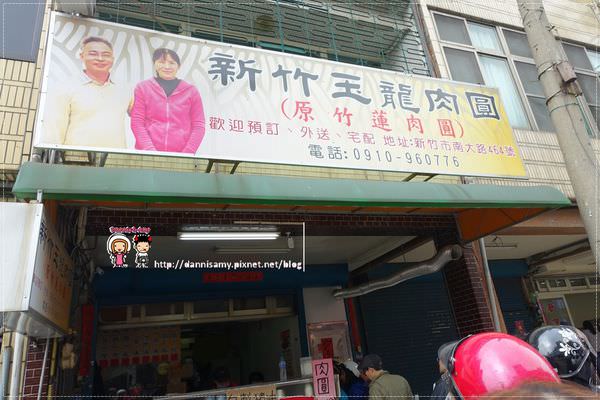 新竹玉龍肉圓
(原竹蓮肉圓)
歡迎預訂、外送、宅配 地址:新竹市南大路464號
電話:0910-960776
http://dannisamy.pixnet.net/blog
肉圓